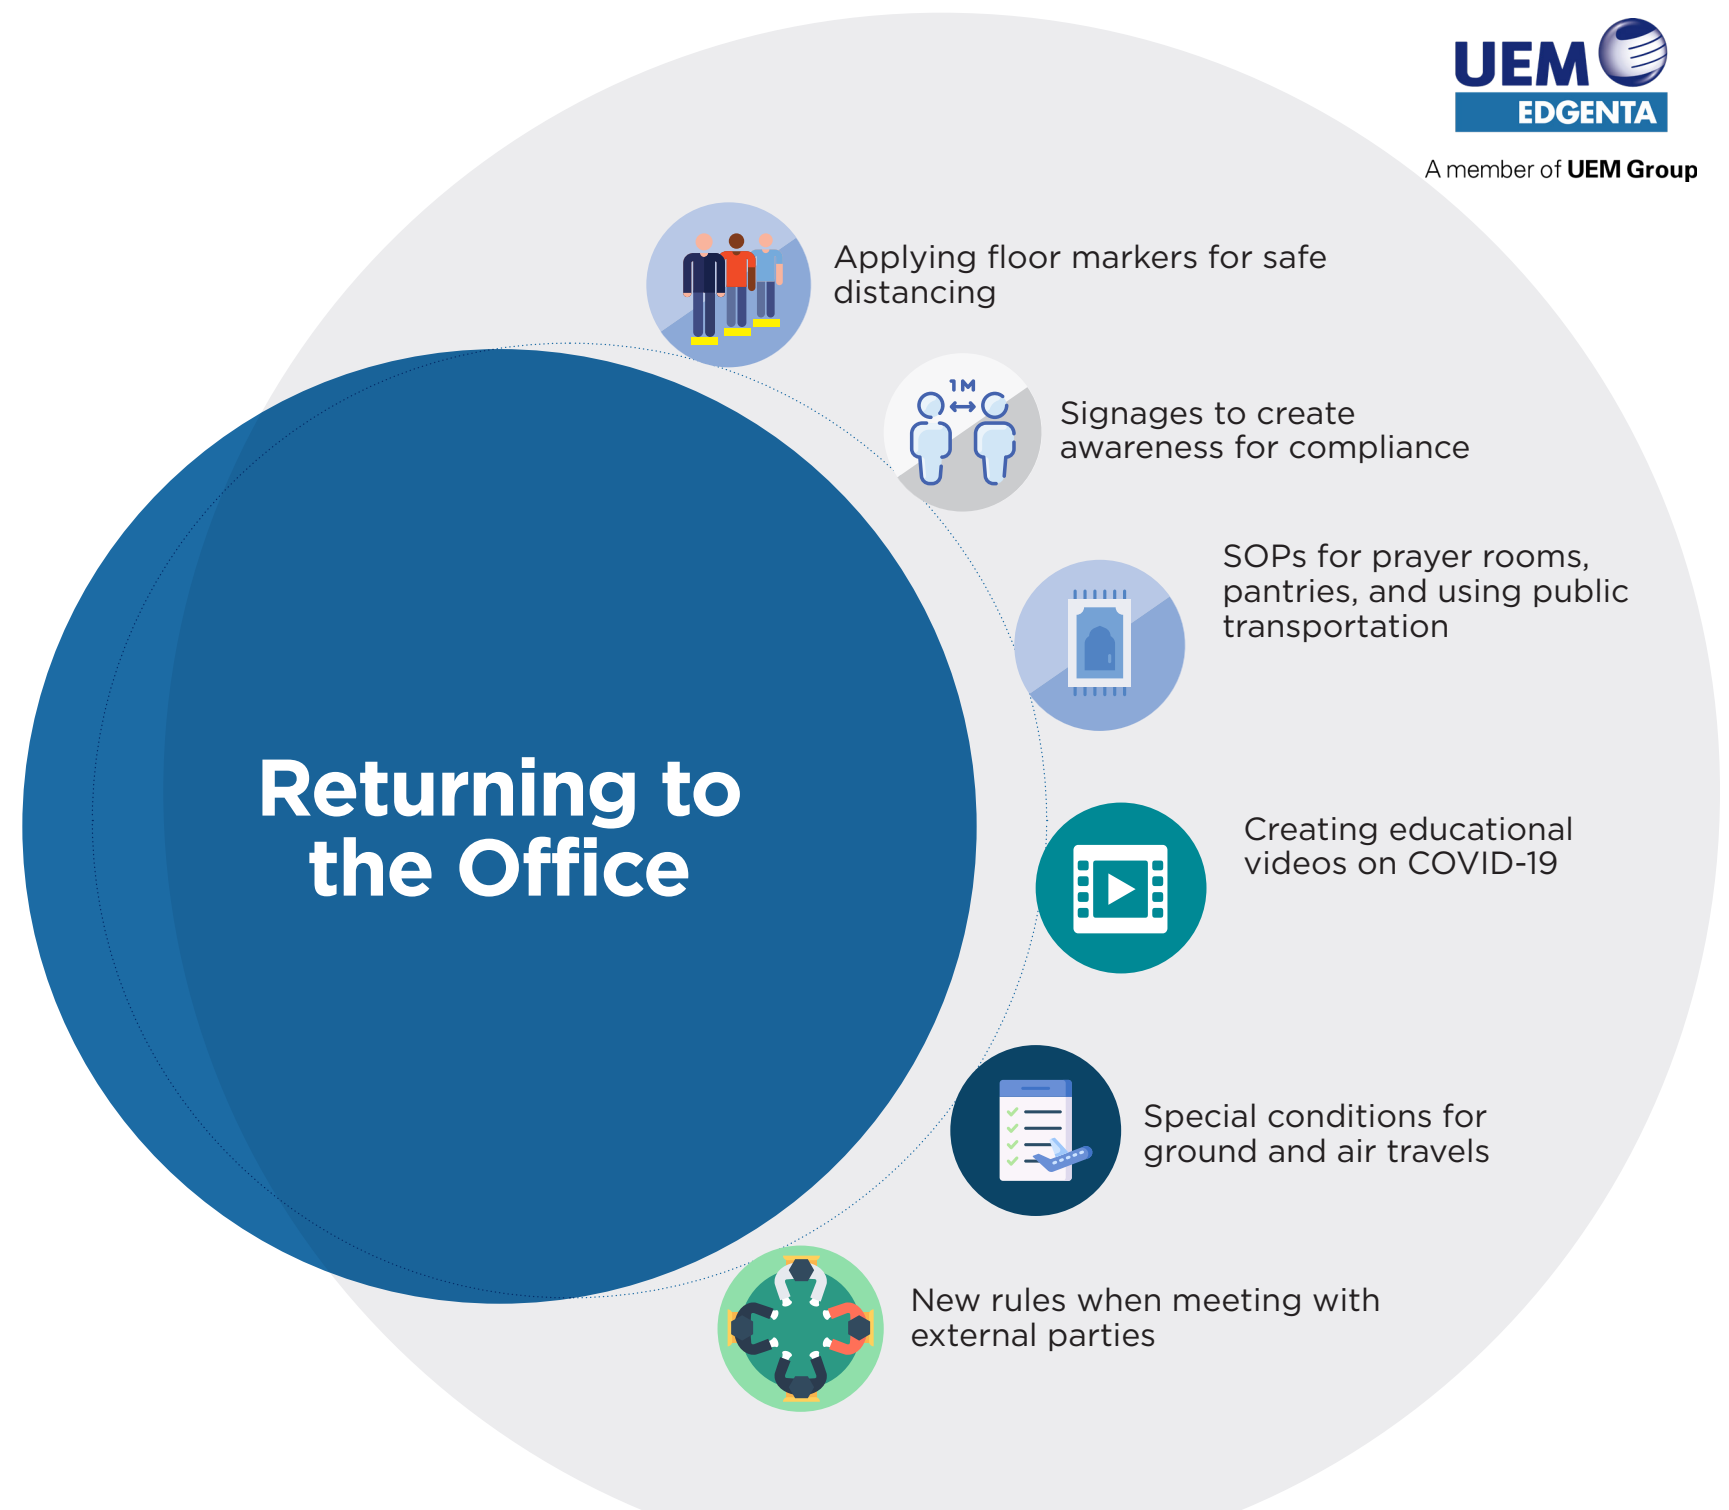 UEM
EDGENTA
A member of UEM Group
Applying floor markers for safe
distancing
1M
Signages to create
awareness for compliance
SOPs for prayer rooms,
pantries, and using public
transportation
Returning to
the Office
Creating educational
videos on COVID-19
Special conditions for
ground and air travels
New rules when meeting with
external parties